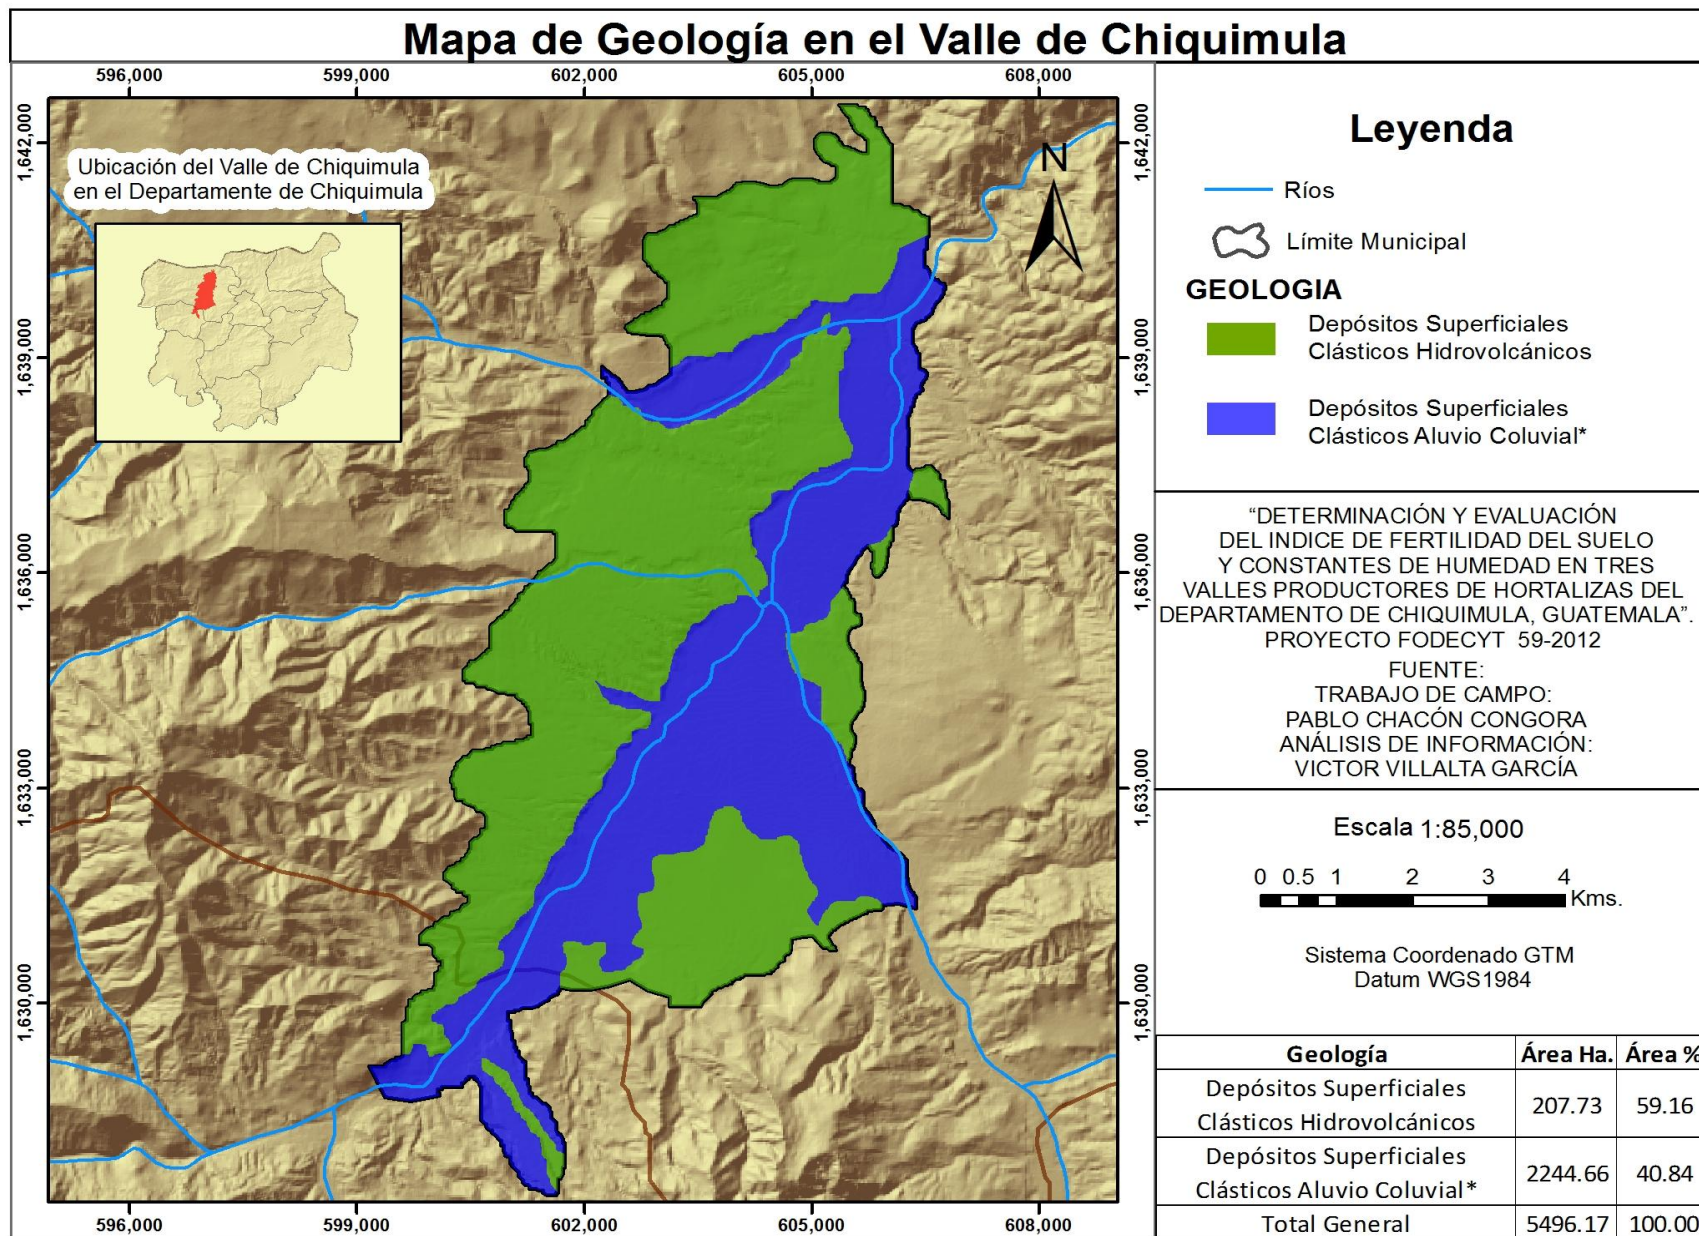 Mapa de Geología en el Valle de Chiquimula
596,000 599,000 602,000 605,000 608,000
1,642,000
1,639,000
1,636,000
1,633,000
1,630,000
Ubicación del Valle de Chiquimula
en el Departamente de Chiquimula
N
1,642,000
1,639,000
1,636,000
1,633,000
1,630,000
596,000 599,000 602,000 605,000 608,000
Leyenda
Ríos
Límite Municipal
GEOLOGIA
Depósitos Superficiales
Clásticos Hidrovolcánicos
Depósitos Superficiales
Clásticos Aluvio Coluvial*
“DETERMINACIÓN Y EVALUACIÓN
DEL INDICE DE FERTILIDAD DEL SUELO
Y CONSTANTES DE HUMEDAD EN TRES
VALLES PRODUCTORES DE HORTALIZAS DEL
DEPARTAMENTO DE CHIQUIMULA, GUATEMALA”.
PROYECTO FODECYT 59-2012
FUENTE:
TRABAJO DE CAMPO:
PABLO CHACÓN CONGORA
ANÁLISIS DE INFORMACIÓN:
VICTOR VILLALTA GARCÍA
Escala 1:85,000
0 0.5 1 2 3 4
Kms.
Sistema Coordenado GTM
Datum WGS1984
Geología Área Ha. Área %
Depósitos Superficiales
Clásticos Hidrovolcánicos 207.73 59.16
Depósitos Superficiales
Clásticos Aluvio Coluvial* 2244.66 40.84
Total General 5496.17 100.00